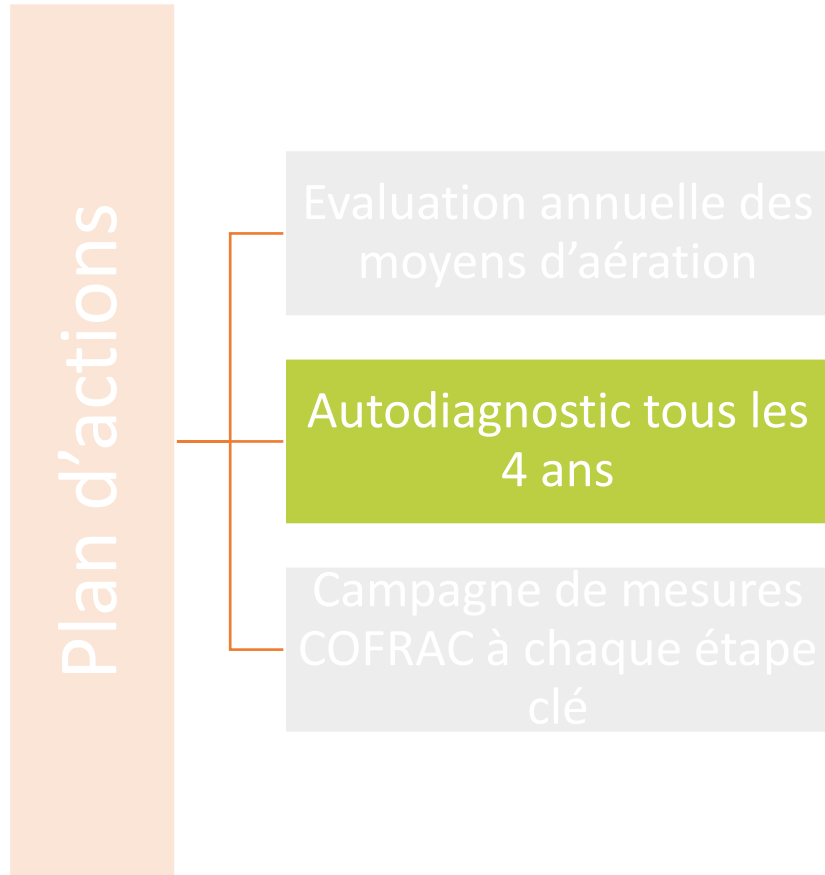 Plan d’actions
Evaluation annuelle des
moyens d’aération
Autodiagnostic tous les
4 ans
Campagne de mesures
COFRAC à chaque étape
clé